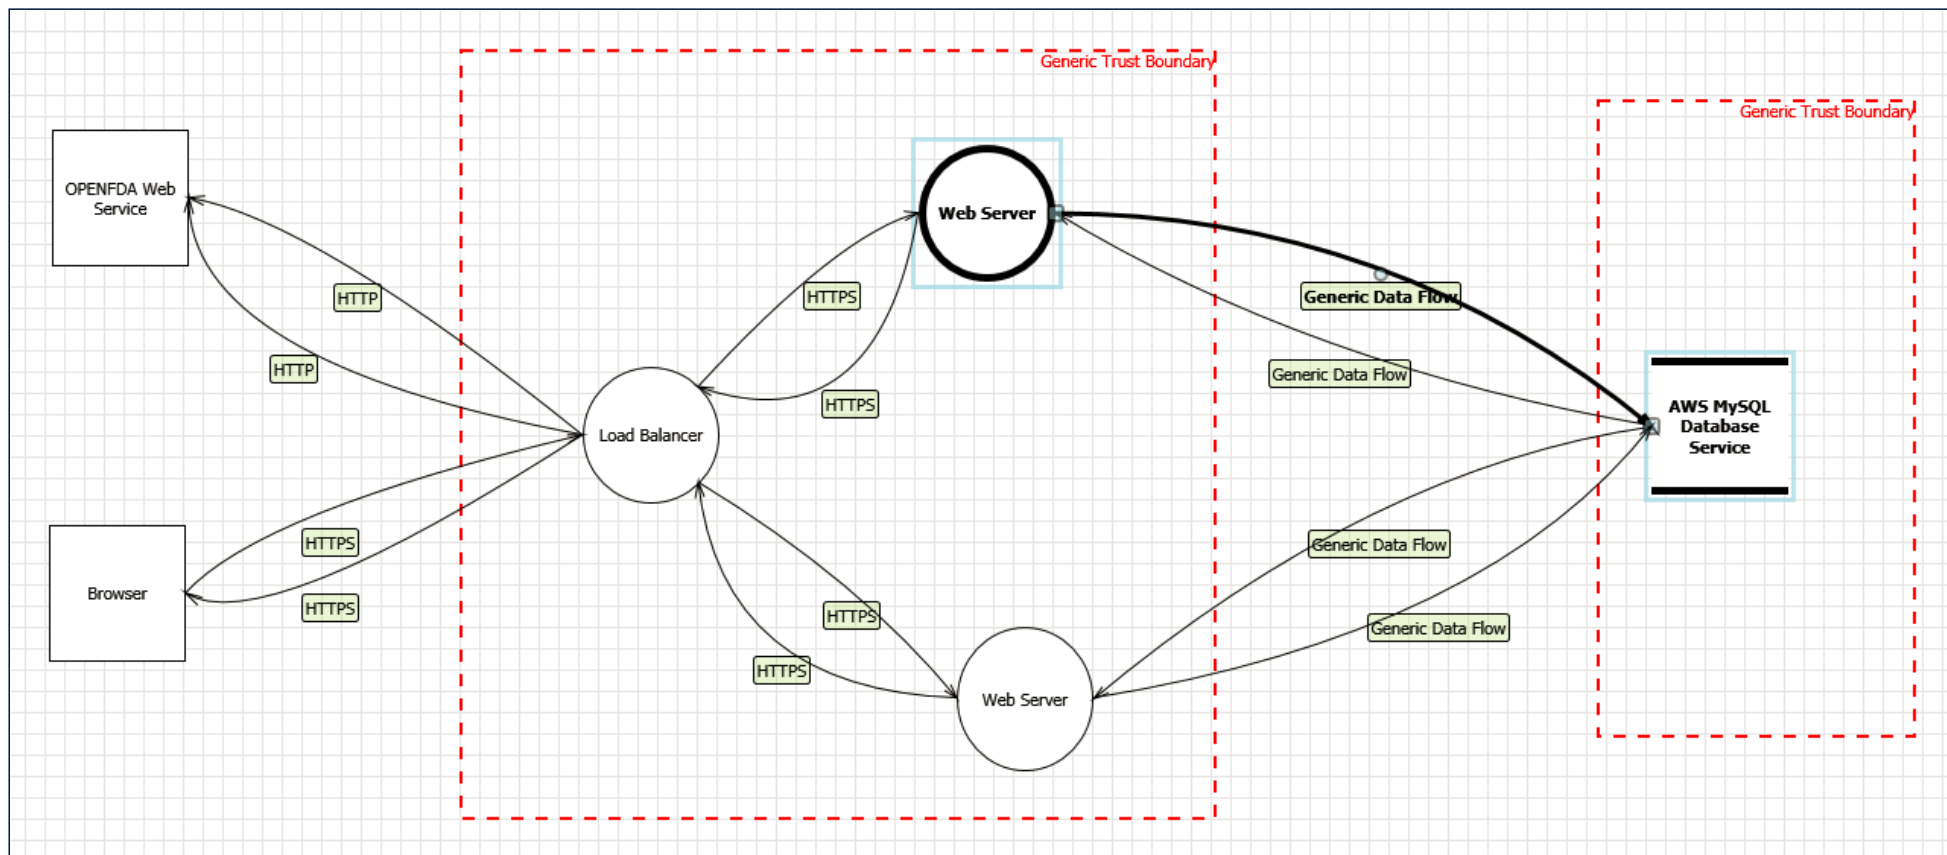 Generic Trust Boundary
Generic Trust Boundary
OPENFDA Web
Service
Web Server
HTTP
HTTPS
Generic Data Flow
HTTP
Generic Data Flow
HTTPS
AWS MySQL
Database
Service
Load Balancer
HTTPS
Generic Data Flow
Browser
HTTPS
HTTPS
Generic Data Flow
HTTPS
Web Server